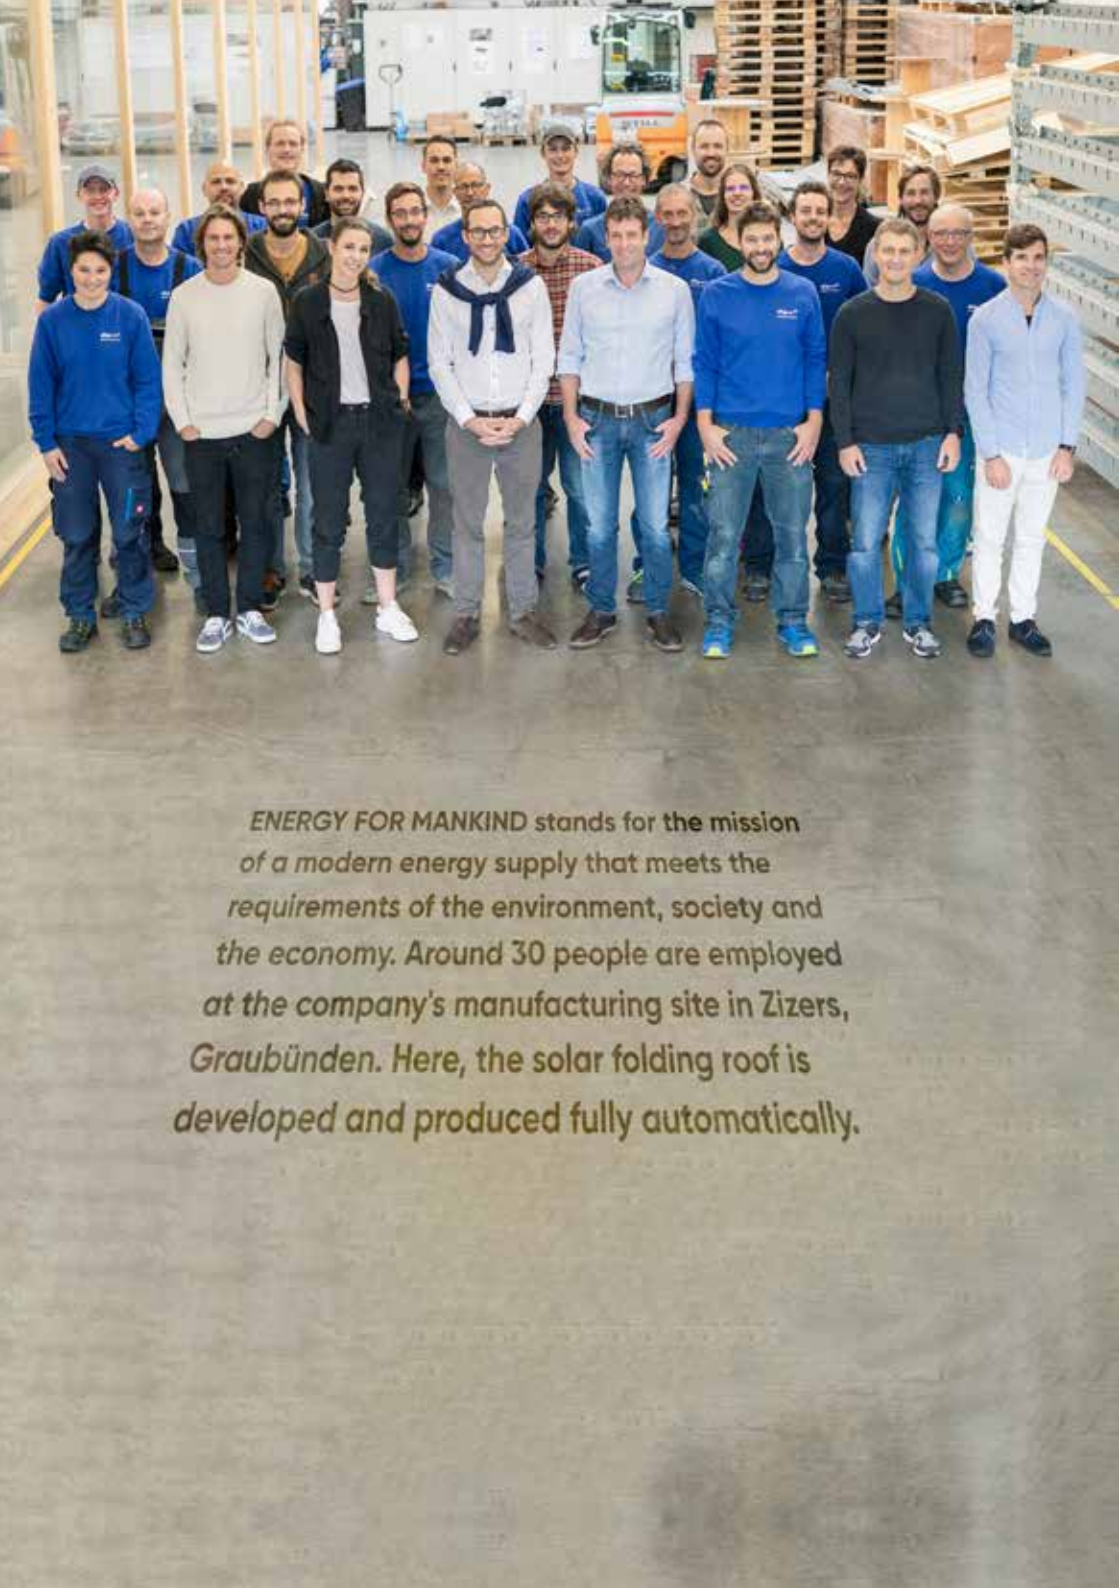 STILL
ENERGY FOR MANKIND stands for the mission
of a modern energy supply that meets the
requirements of the environment, society and
the economy. Around 30 people are employed
at the company's manufacturing site in Zizers,
Graubünden. Here, the solar folding roof is
developed and produced fully automatically.